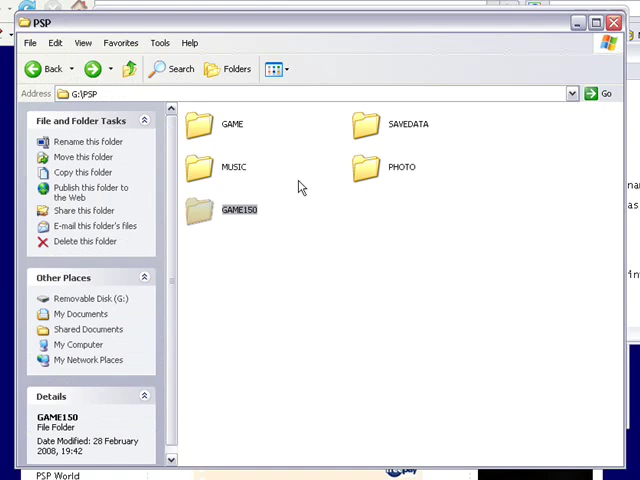 PSP
File Edit View Favorites Tools Help
Back Search Folders
Address G:\PSP Go
File and Folder Tasks
Rename this folder
Move this folder
Copy this folder
Publish this folder to
the Web
Share this folder
E-mail this folder's files
Delete this folder
Other Places
Removable Disk (G:)
My Documents
Shared Documents
My Computer
My Network Places
Details
GAME150
File Folder
Date Modified: 28 February
2008, 19:42
GAME SAVEDATA
MUSIC PHOTO
GAME150
PSP World